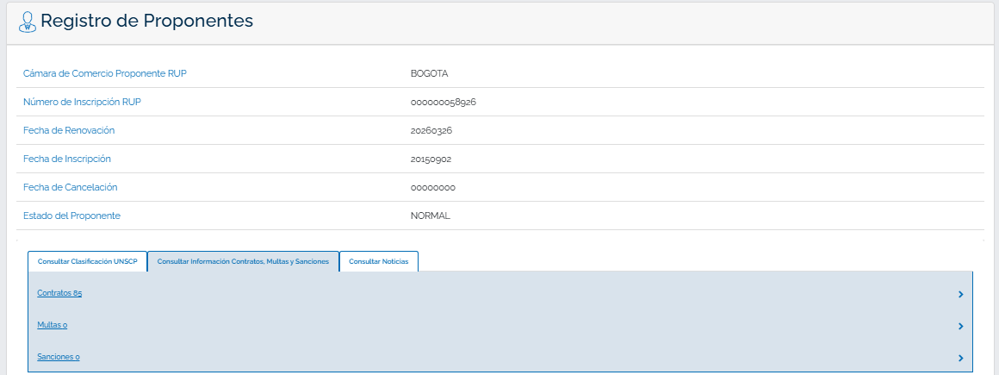 Registro de Proponentes
Cámara de Comercio Proponente RUP BOGOTA
Número de Inscripción RUP 000000058926
Fecha de Renovación 20260326
Fecha de Inscripción 20150902
Fecha de Cancelación 00000000
Estado del Proponente NORMAL
Consultar Clasificación UNSCP Consultar Información Contratos, Multas y Sanciones Consultar Noticias
Contratos 85
Multas 0
Sanciones 0